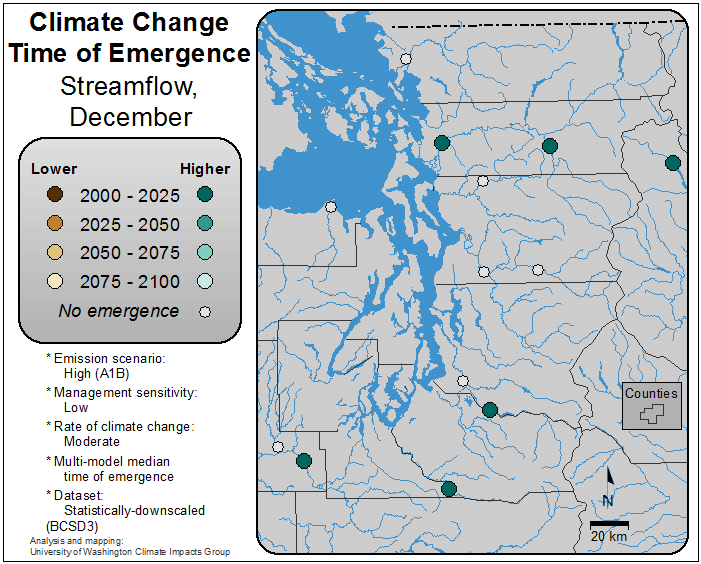 Climate Change
Time of Emergence
Streamflow,
December
Lower Higher
2000 - 2025
2025 - 2050
2050 - 2075
2075 - 2100
No emergence
* Emission scenario:
High (A1B)
* Management sensitivity:
Low
* Rate of climate change:
Moderate
* Multi-model median
time of emergence
* Dataset:
Statistically-downscaled
(BCSD3)
Analysis and mapping:
University of Washington Climate Impacts Group
Counties
N
20 km